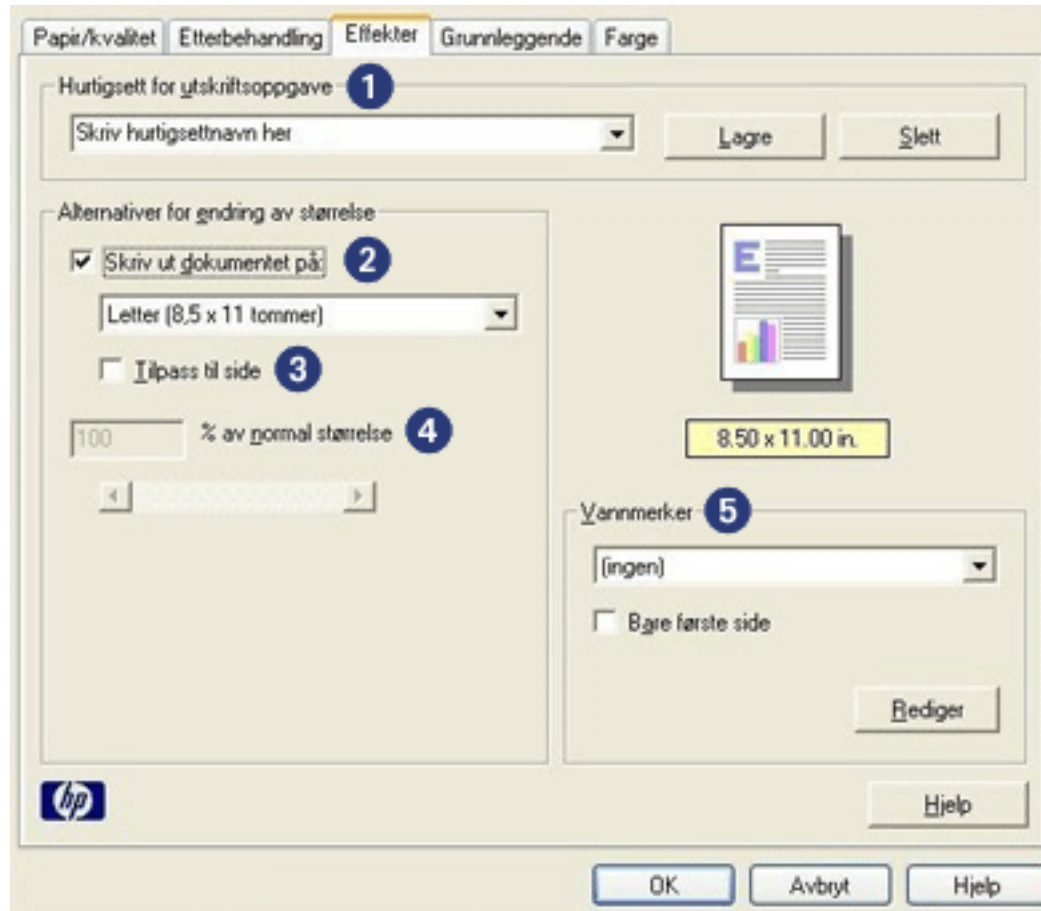 Papir/kvalitet Etterbehandling Effekter Grunnleggende Farge
Hurtigsett for utskriftsoppgave 1
Skriv hurtigsettnavn her Lagre Slett
Alternativer for endring av størrelse
Skriv ut dokumentet på: 2
Letter (8,5 x 11 tommer)
Tilpass til side 3
100 % av normal størrelse 4
E
8.50 x 11.00 in.
Vannmerker 5
(ingen)
Bare første side
Rediger
hp
Hjelp
OK Avbryt Hjelp